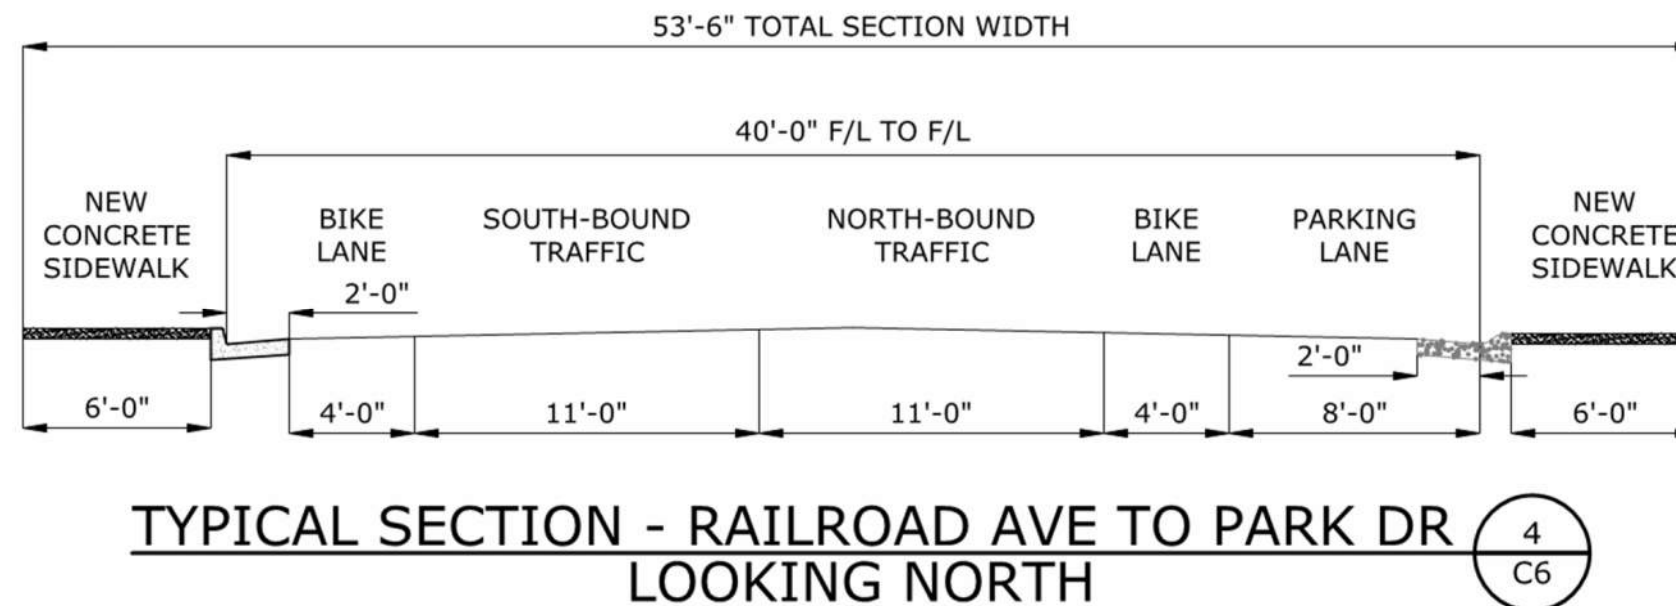 53'-6" TOTAL SECTION WIDTH
40'-0" F/L TO F/L
NEW
CONCRETE
SIDEWALK
BIKE
LANE
SOUTH-BOUND
TRAFFIC
NORTH-BOUND
TRAFFIC
BIKE
LANE
PARKING
LANE
NEW
CONCRETE
SIDEWALK
2'-0"
2'-0"
6'-0"
4'-0"
11'-0"
11'-0"
4'-0"
8'-0"
6'-0"
TYPICAL SECTION - RAILROAD AVE TO PARK DR
LOOKING NORTH
4
C6